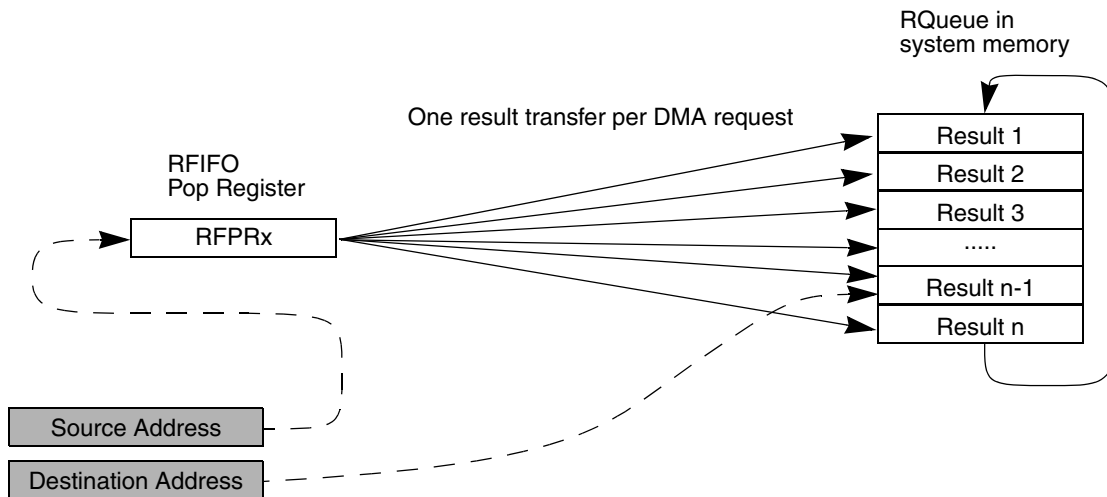 RQueue in
system memory
One result transfer per DMA request
Result 1
RFIFO
Pop Register
Result 2
Result 3
RFPRx
.....
Result n-1
Result n
Source Address
Destination Address